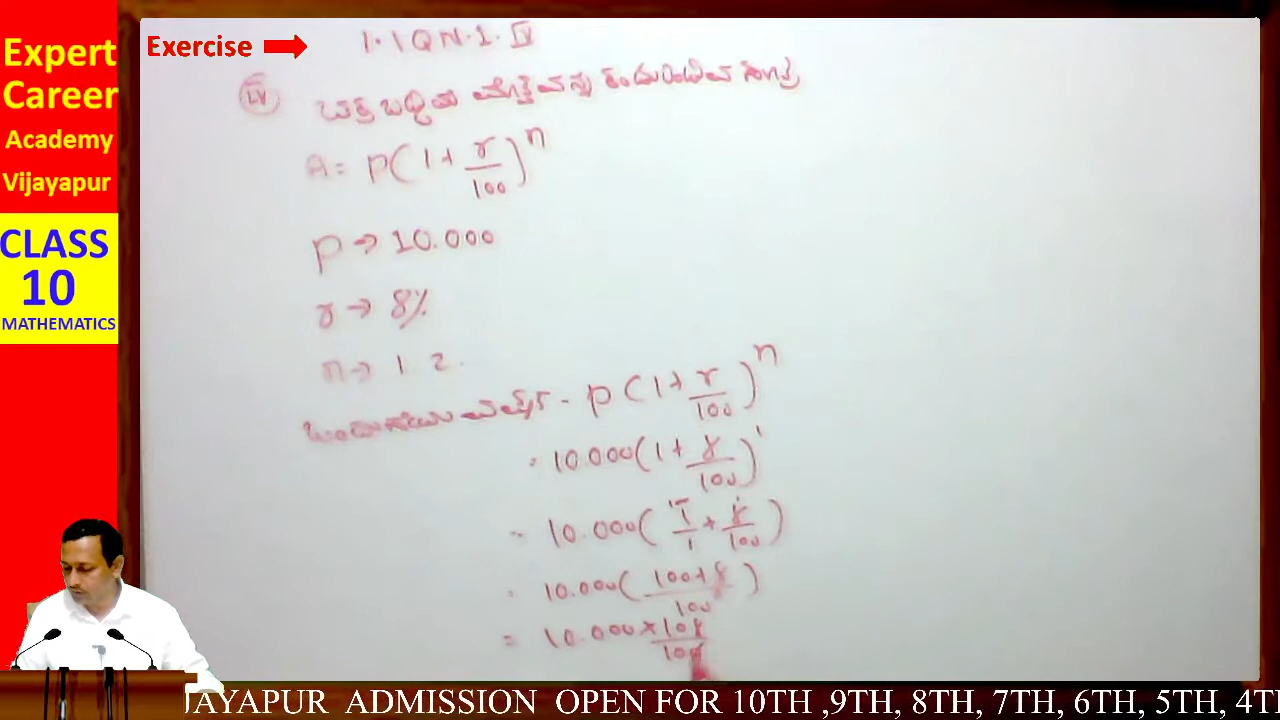 Expert
Career
Academy
Vijayapur
CLASS
10
MATHEMATICS
Exercise
1.1 QN.1.IV
IV
A = P(1 + r/100)^n
P → 10.000
r → 8%
n → 1. 2.
- P(1 + r/100)^n
= 10.000(1 + 8/100)^1
= 10.000(1/1 + 8/100)
10.000(100+8/100)
= 10.000 × 108/100
JAYAPUR ADMISSION OPEN FOR 10TH ,9TH, 8TH, 7TH, 6TH, 5TH, 4T